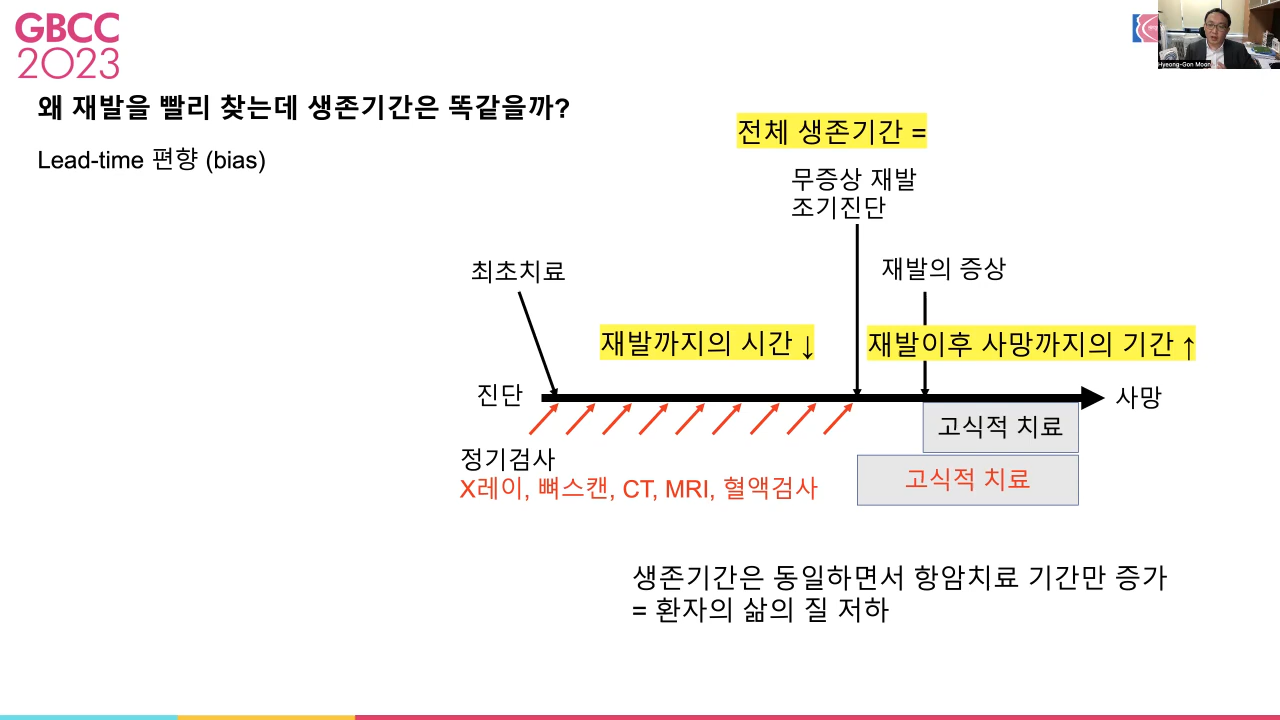 GBCC
2023
Hyeong-Gon Moon
왜 재발을 빨리 찾는데 생존기간은 똑같을까?
Lead-time 편향 (bias)
전체 생존기간 =
무증상 재발
조기진단
최초치료
재발의 증상
재발까지의 시간 ↓
재발이후 사망까지의 기간 ↑
진단
사망
고식적 치료
정기검사
X레이, 뼈스캔, CT, MRI, 혈액검사
고식적 치료
생존기간은 동일하면서 항암치료 기간만 증가
= 환자의 삶의 질 저하